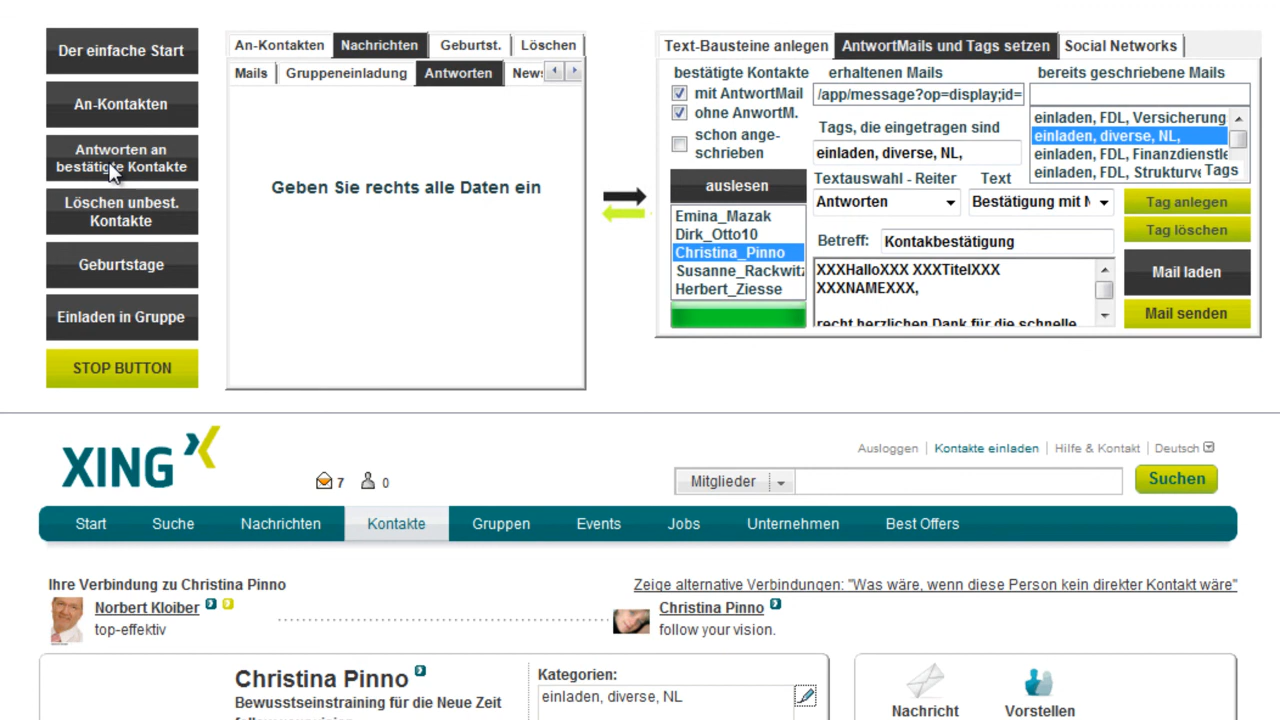 Der einfache Start
An-Kontakten
Antworten an
bestätigte Kontakte
Löschen unbest.
Kontakte
Geburtstage
Einladen in Gruppe
STOP BUTTON
An-Kontakten Nachrichten Geburtst. Löschen
Mails Gruppeneinladung Antworten News
Geben Sie rechts alle Daten ein
Text-Bausteine anlegen AntwortMails und Tags setzen Social Networks
bestätigte Kontakte
mit AntwortMail
ohne AnwortM.
schon ange-
schrieben
auslesen
Emina_Mazak
Dirk_Otto10
Christina_Pinno
Susanne_Rackwitz
Herbert_Ziesse
erhaltenen Mails
/app/message?op=display;id=
Tags, die eingetragen sind
einladen, diverse, NL,
Textauswahl - Reiter Text
Antworten Bestätigung mit N
Betreff: Kontakbestätigung
XXXHalloXXX XXXTitelXXX
XXXNAMEXXX,
recht herzlichen Dank für die schnelle
bereits geschriebene Mails
einladen, FDL, Versicherung
einladen, diverse, NL,
einladen, FDL, Finanzdienstle
einladen, FDL, Strukturve Tags
Tag anlegen
Tag löschen
Mail laden
Mail senden
XING
7 0
Ausloggen | Kontakte einladen | Hilfe & Kontakt | Deutsch
Mitglieder Suchen
Start Suche Nachrichten Kontakte Gruppen Events Jobs Unternehmen Best Offers
Ihre Verbindung zu Christina Pinno
Zeige alternative Verbindungen: "Was wäre, wenn diese Person kein direkter Kontakt wäre"
Norbert Kloiber
top-effektiv
Christina Pinno
follow your vision.
Christina Pinno
Bewusstseinstraining für die Neue Zeit
Kategorien:
einladen, diverse, NL
Nachricht Vorstellen